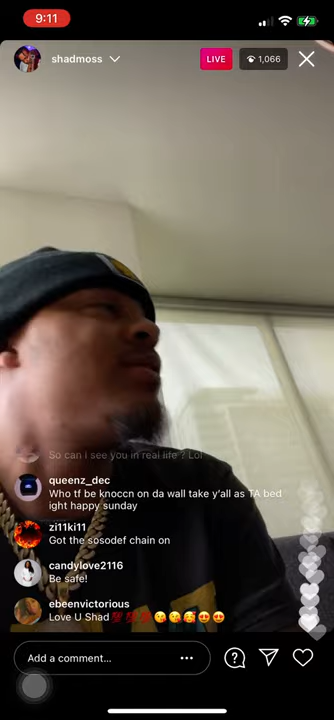 9:11
shadmoss
LIVE
1,066
So can I see you in real life ? Lol
queenz_dec
Who tf be knoccn on da wall take y'all as TA bed
ight happy sunday
zi11ki11
Got the sosodef chain on
candylove2116
Be safe!
ebeenvictorious
Love U Shad💯💯💯😘😘🥰😍😍
Add a comment...